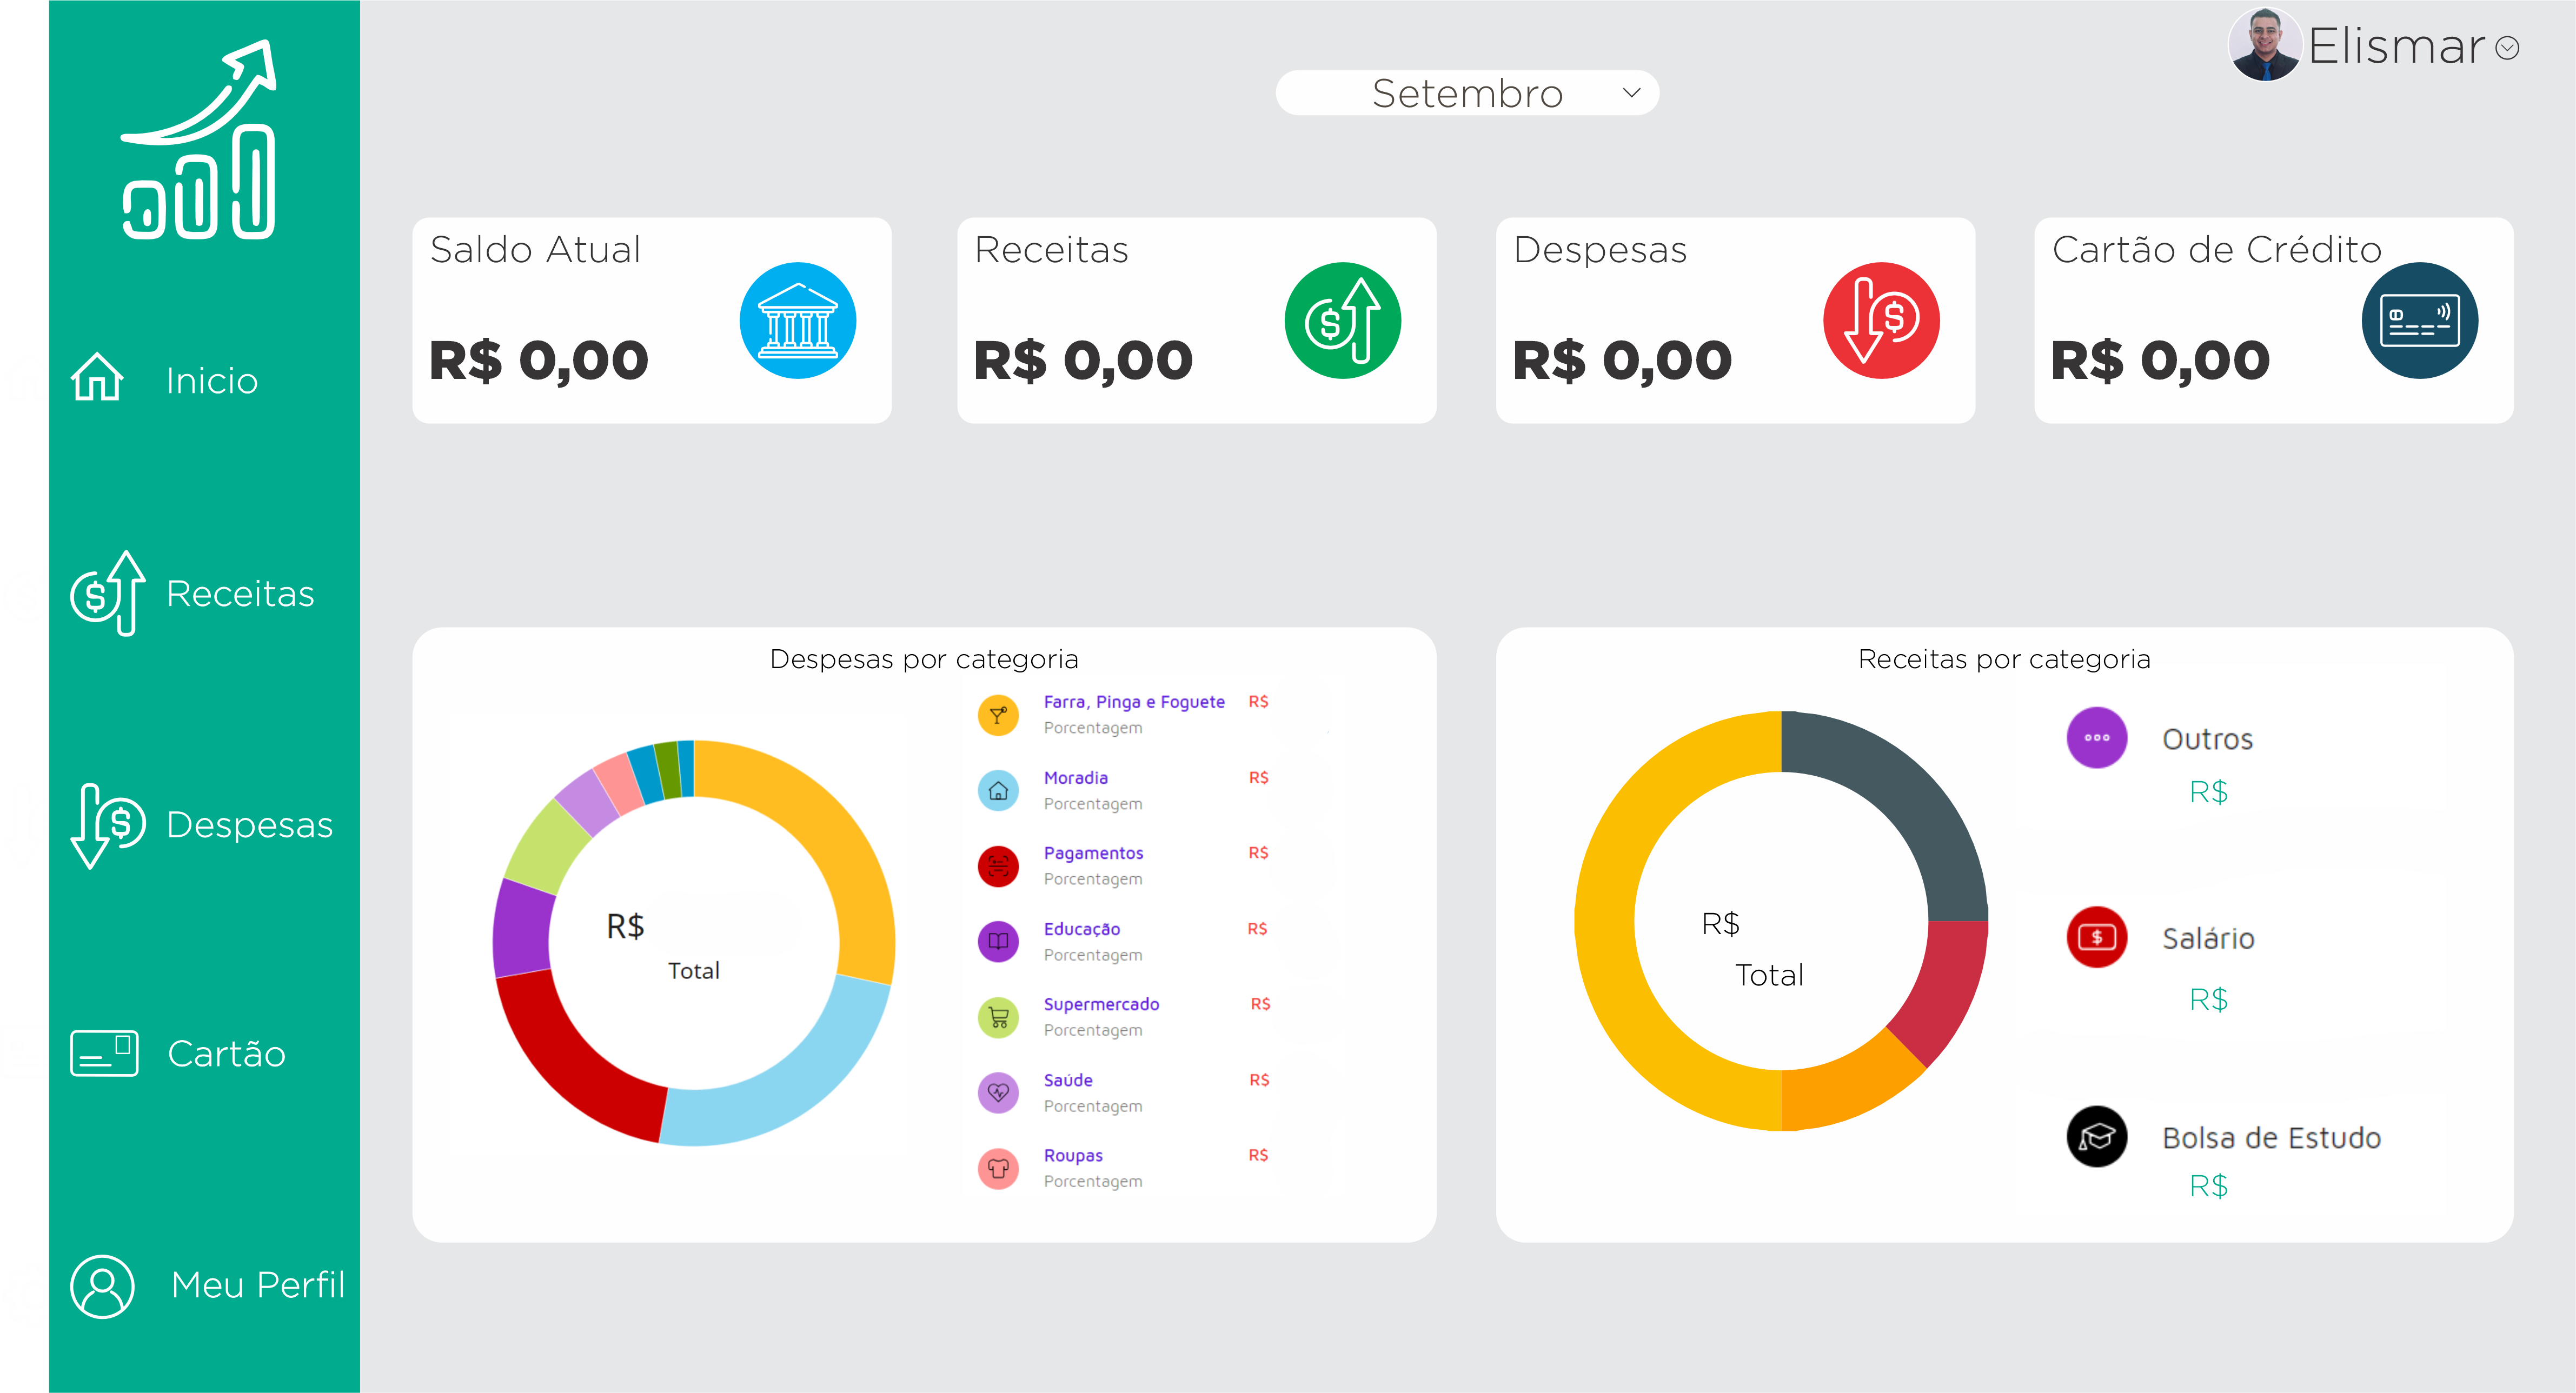 Elismar
Setembro
Saldo Atual
R$ 0,00
Receitas
R$ 0,00
Despesas
R$ 0,00
Cartão de Crédito
R$ 0,00
Inicio
Receitas
Despesas
Cartão
Meu Perfil
Despesas por categoria
R$
Total
Farra, Pinga e Foguete R$
Porcentagem
Moradia R$
Porcentagem
Pagamentos R$
Porcentagem
Educação R$
Porcentagem
Supermercado R$
Porcentagem
Saúde R$
Porcentagem
Roupas R$
Porcentagem
Receitas por categoria
R$
Total
Outros
R$
Salário
R$
Bolsa de Estudo
R$